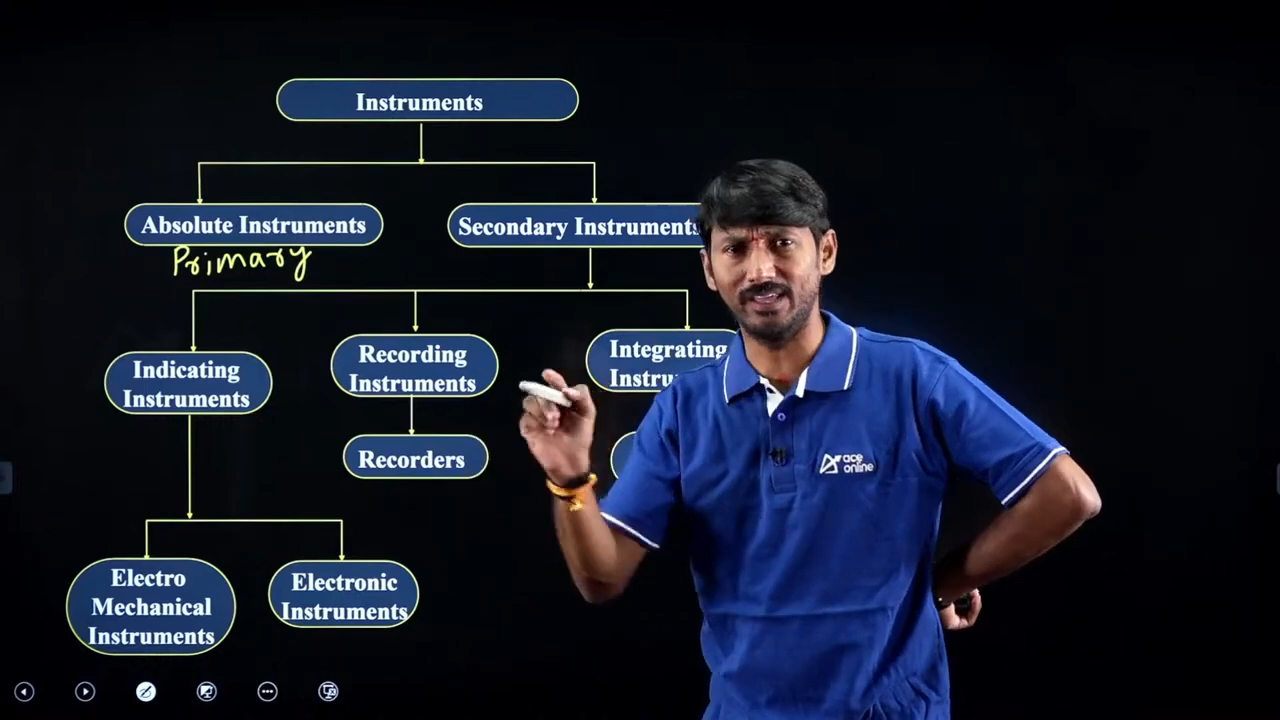 Instruments
Absolute Instruments
Secondary Instruments
Primary
Indicating
Instruments
Recording
Instruments
Integrating
Recorders
Electro
Mechanical
Instruments
Electronic
Instruments
ace
online